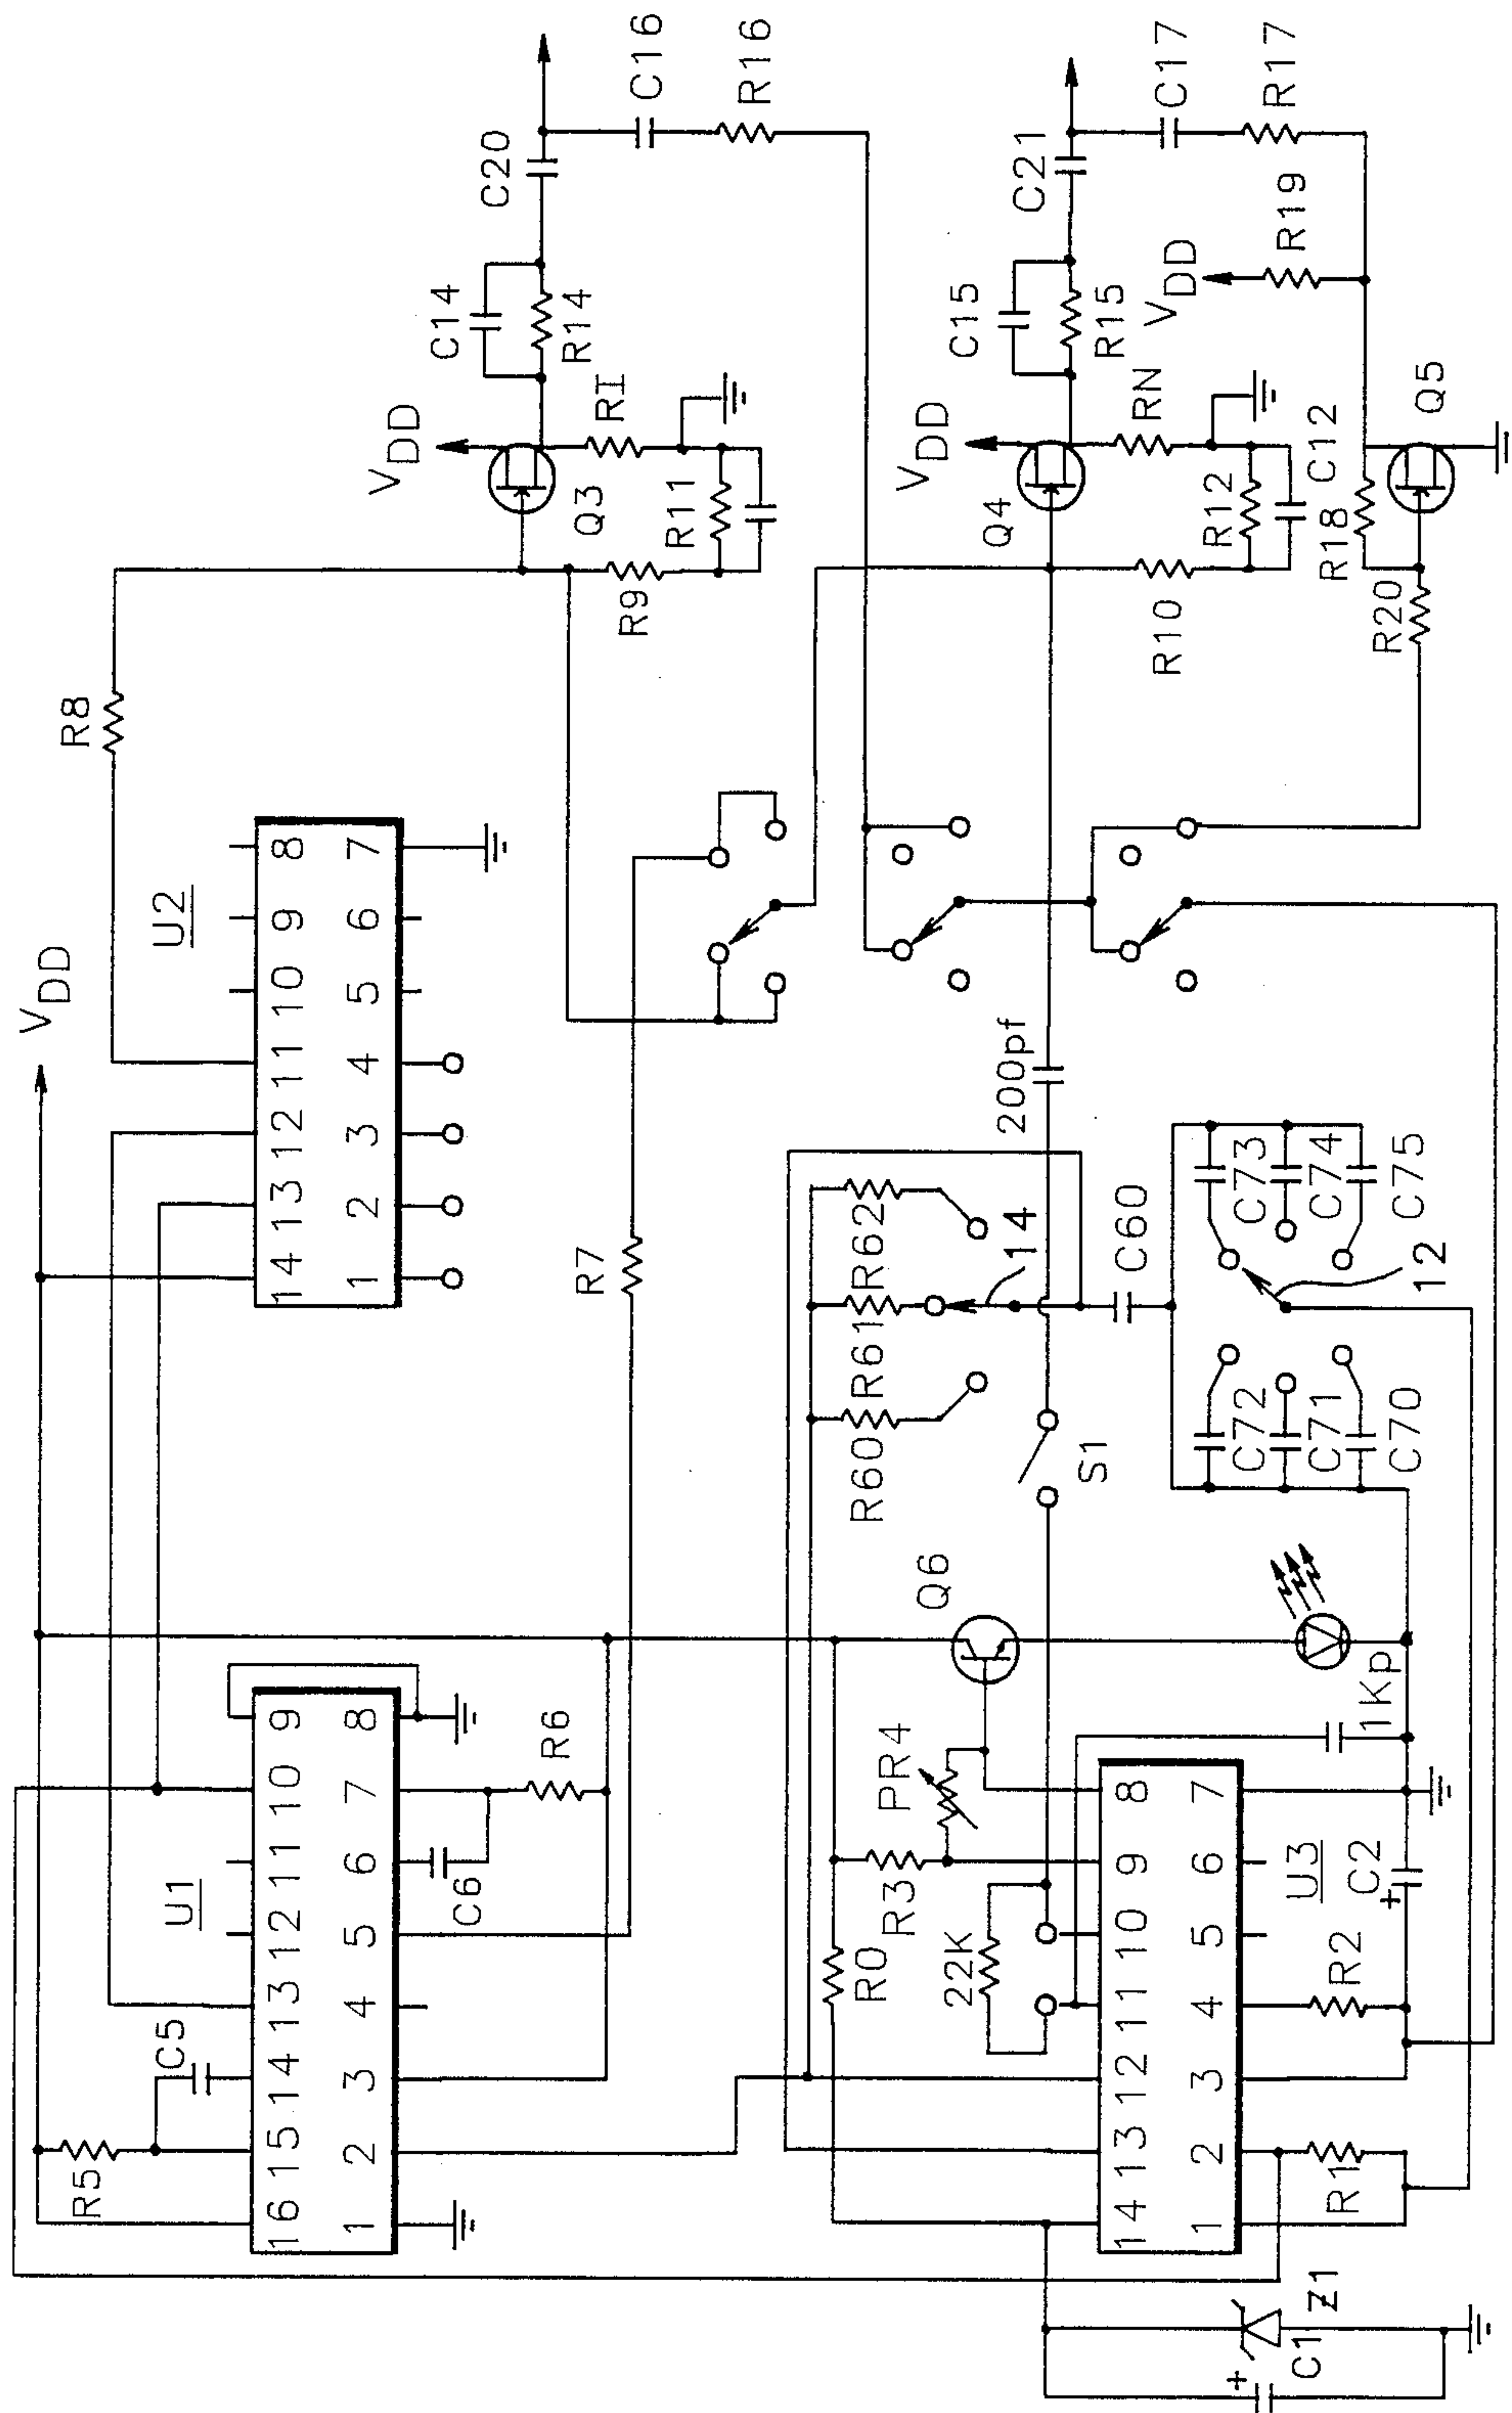 V DD
R8
U2
14 13 12 11 10 9 8
1 2 3 4 5 6 7
R5
C5
U1
16 15 14 13 12 11 10 9
1 2 3 4 5 6 7 8
C6
R6
R7
V DD
Q3
C14
R14
C20
C16
R16
RI
R11
R9
V DD
Q4
C15
R15
C21
C17
R17
RN
R12
C12
R10
V DD
R19
R18
R20
Q5
200pf
R60
R61
R62
14
S1
C60
C72
C71
C70
C73
C74
C75
12
Q6
PR4
R3
R0
22K
1Kp
14 13 12 11 10 9 8
1 2 3 4 5 6 7
U3
C2
+
R2
R1
Z1
C1
+